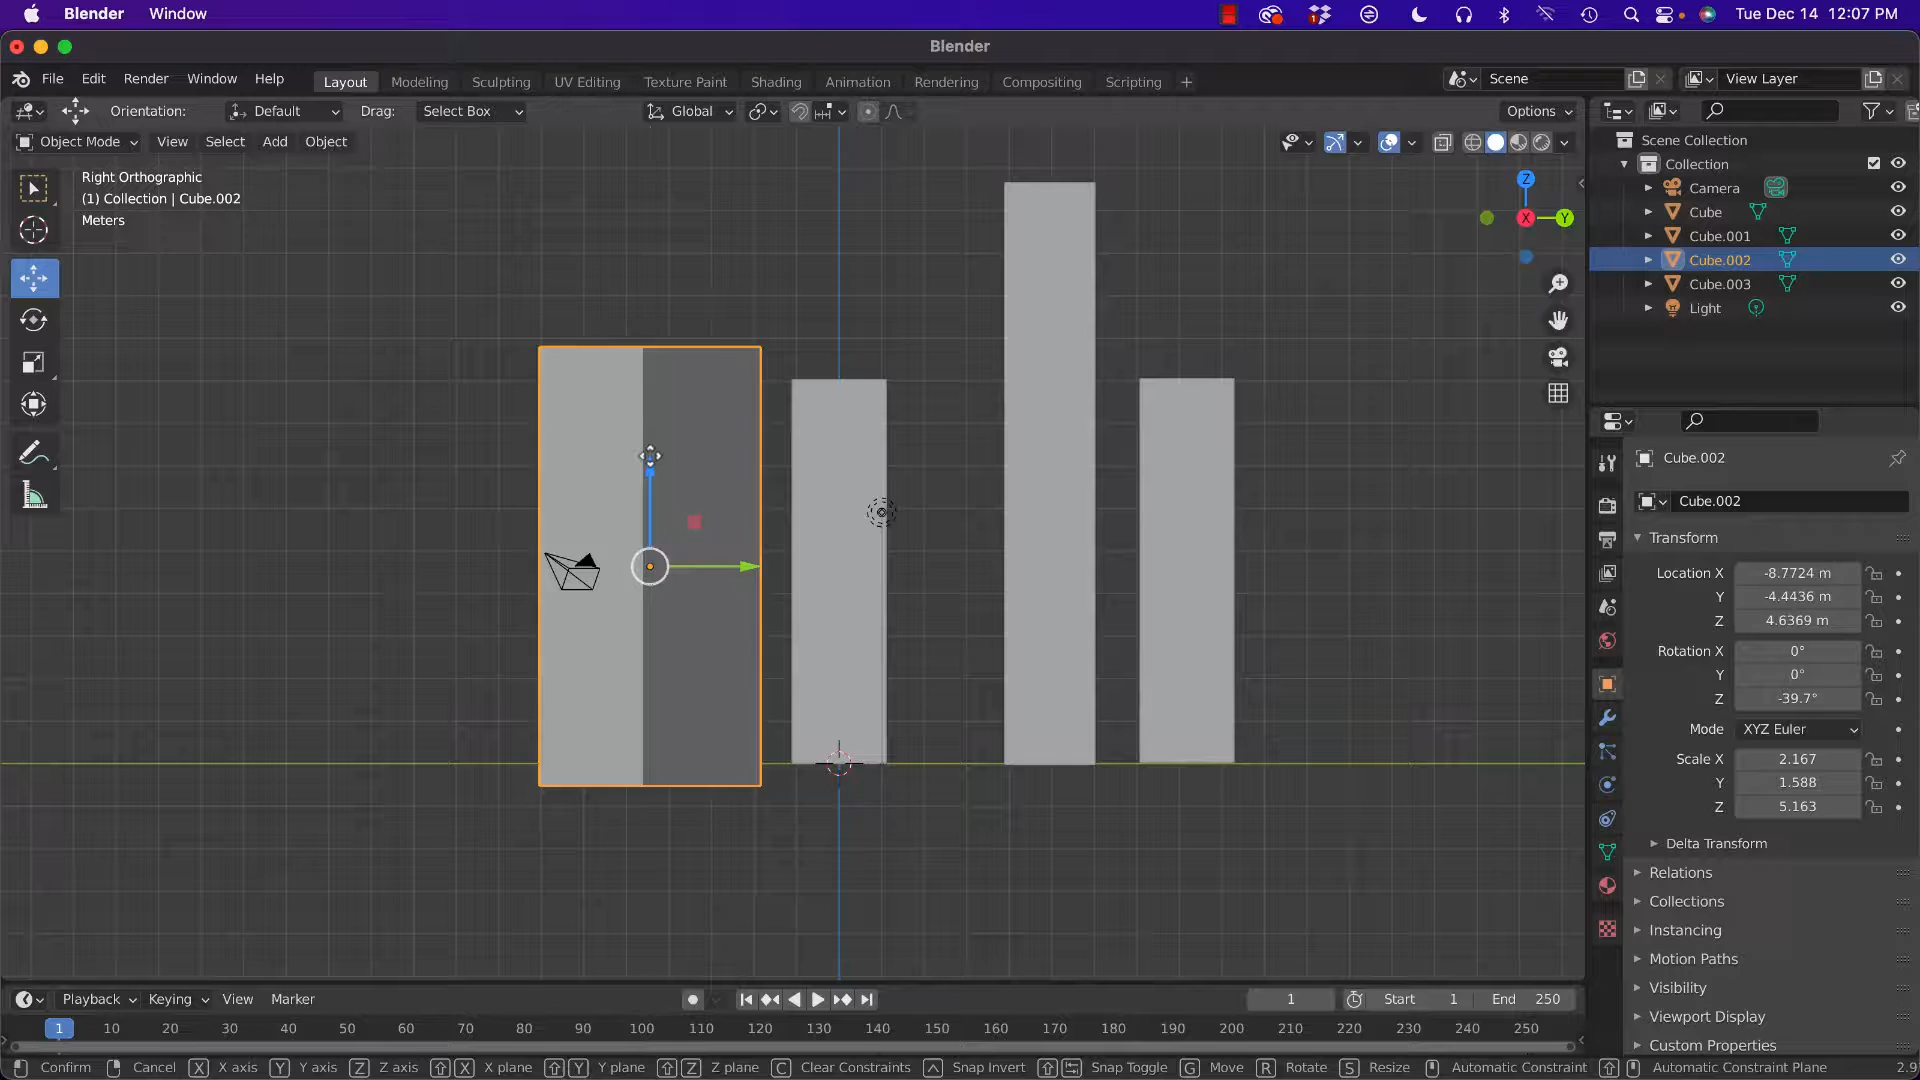 Blender Window
1
Tue Dec 14 12:07 PM
Blender
File Edit Render Window Help
Layout Modeling Sculpting UV Editing Texture Paint Shading Animation Rendering Compositing Scripting +
Scene
View Layer
Orientation: Default Drag: Select Box
Global
Options
Object Mode View Select Add Object
Right Orthographic
(1) Collection | Cube.002
Meters
Z
X
Y
Scene Collection
Collection
Camera
Cube
Cube.001
Cube.002
Cube.003
Light
Cube.002
Cube.002
Transform
Location X -8.7724 m
Y -4.4436 m
Z 4.6369 m
Rotation X 0°
Y 0°
Z -39.7°
Mode XYZ Euler
Scale X 2.167
Y 1.588
Z 5.163
Delta Transform
Relations
Collections
Instancing
Motion Paths
Visibility
Viewport Display
Custom Properties
Playback Keying View Marker
1 Start 1 End 250
1 10 20 30 40 50 60 70 80 90 100 110 120 130 140 150 160 170 180 190 200 210 220 230 240 250
Confirm Cancel X X axis Y Y axis Z Z axis X X plane Y Y plane Z Z plane C Clear Constraints Snap Invert Snap Toggle G Move R Rotate S Resize Automatic Constraint Automatic Constraint Plane 2.9